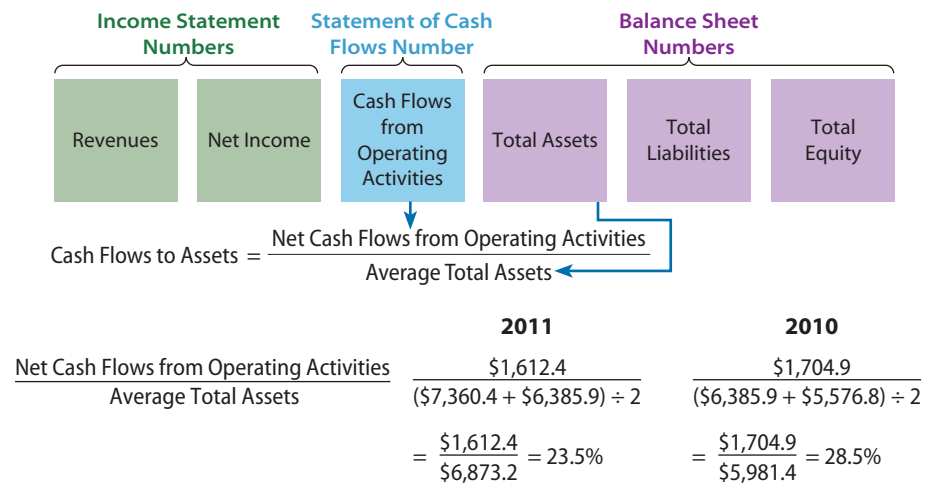 Income Statement
Numbers
Statement of Cash
Flows Number
Balance Sheet
Numbers
Revenues
Net Income
Cash Flows
from
Operating
Activities
Total Assets
Total
Liabilities
Total
Equity
Cash Flows to Assets = Net Cash Flows from Operating Activities
Average Total Assets
2011 2010
Net Cash Flows from Operating Activities $1,612.4 $1,704.9
Average Total Assets ($7,360.4 + $6,385.9) ÷ 2 ($6,385.9 + $5,576.8) ÷ 2
= $1,612.4 = 23.5% = $1,704.9 = 28.5%
$6,873.2 $5,981.4